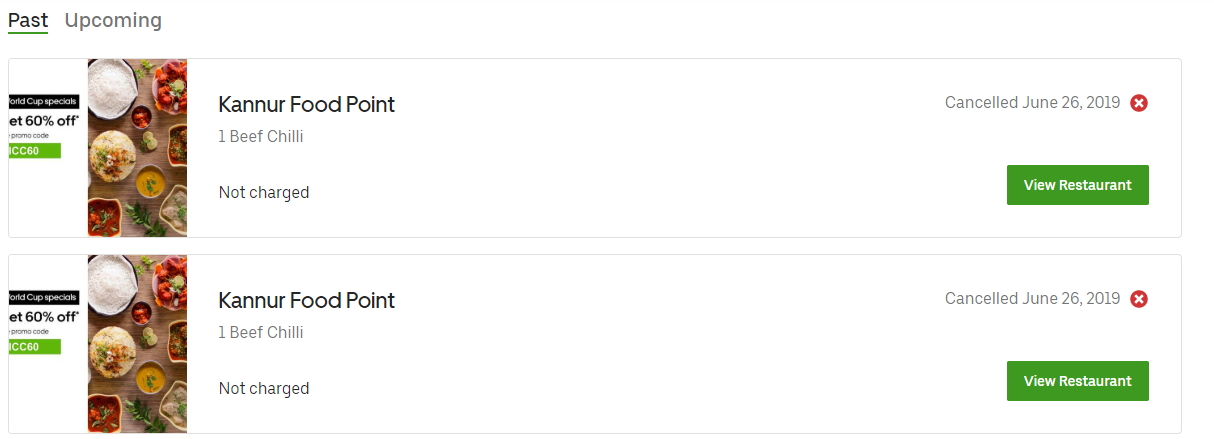 Past Upcoming
World Cup specials
et 60% off*
promo code
ICC60
Kannur Food Point
1 Beef Chilli
Not charged
Cancelled June 26, 2019
View Restaurant
World Cup specials
et 60% off*
promo code
ICC60
Kannur Food Point
1 Beef Chilli
Not charged
Cancelled June 26, 2019
View Restaurant